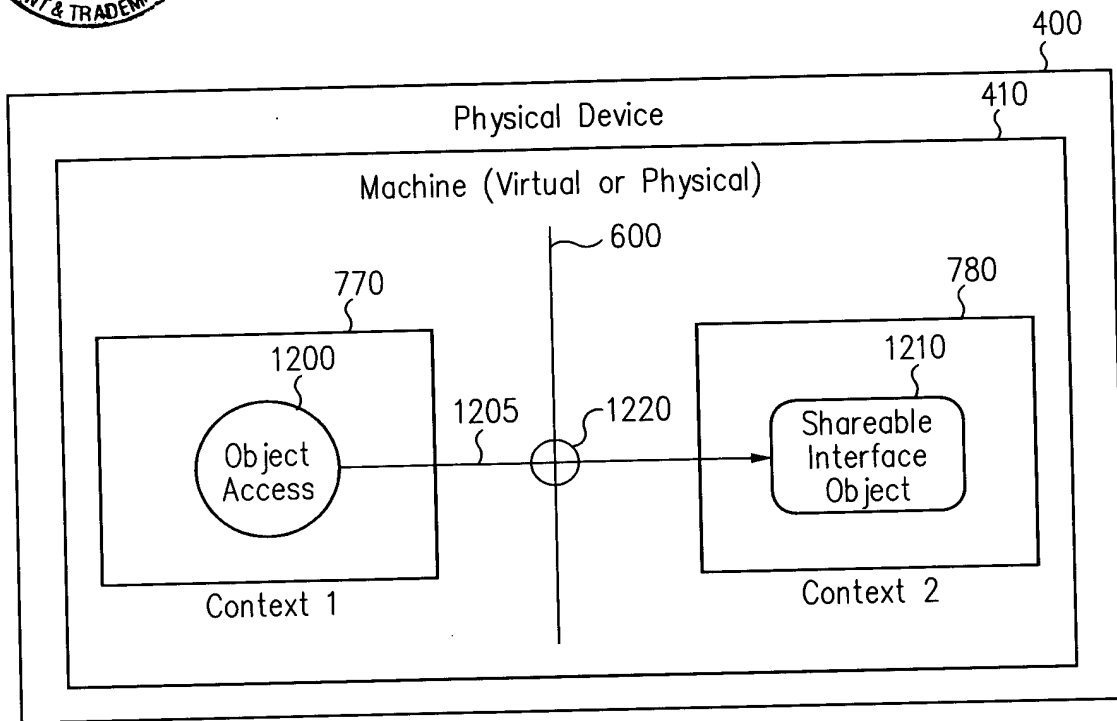 & TRADEM
400
410
Physical Device
Machine (Virtual or Physical)
600
770
780
1200
1210
1205
1220
Object
Access
Shareable
Interface
Object
Context 1
Context 2